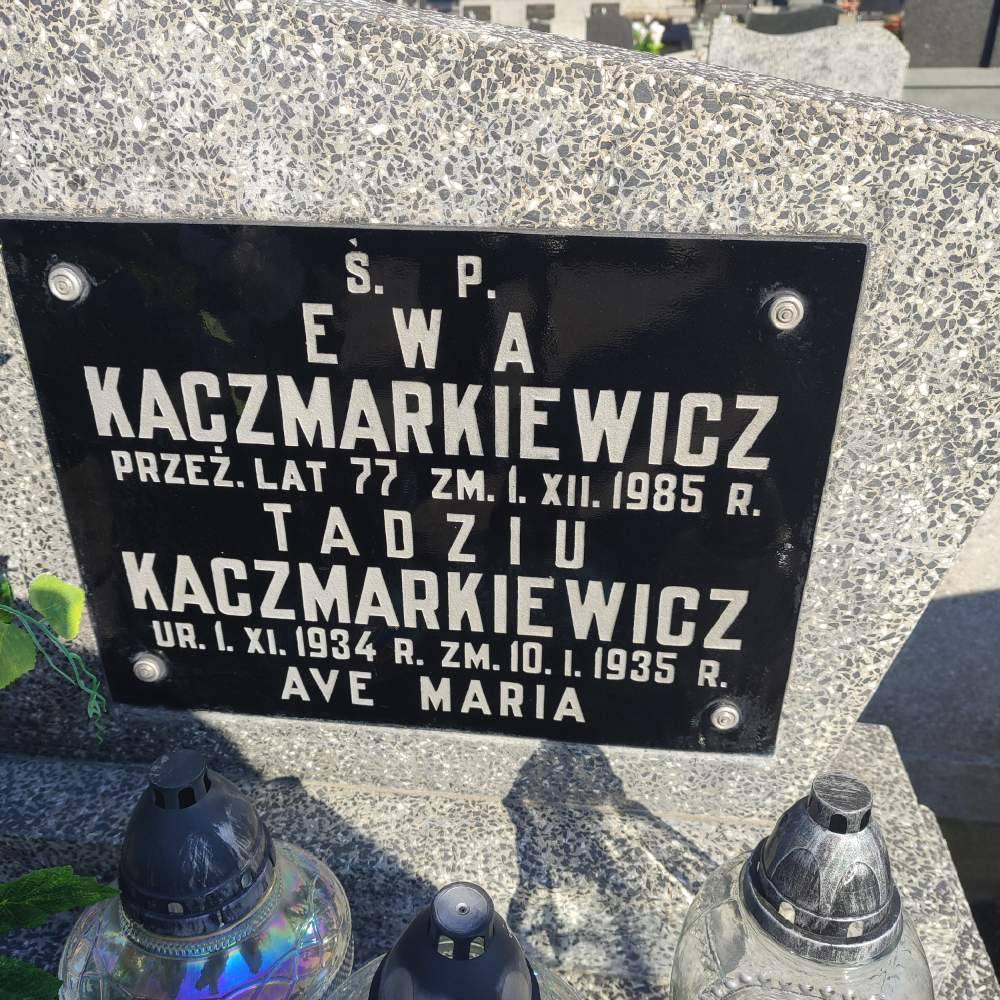 Ś. P.
EWA
KACZMARKIEWICZ
PRZEŻ. LAT 77 ZM. 1. XII. 1985 R.
TADZIU
KACZMARKIEWICZ
UR. 1. XI. 1934 R. ZM. 10. I. 1935 R.
AVE MARIA